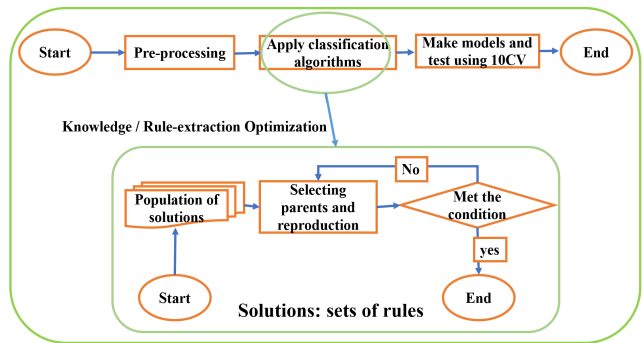 Start
Pre-processing
Apply classification
algorithms
Make models and
test using 10CV
End
Knowledge / Rule-extraction Optimization
No
Population of
solutions
Selecting
parents and
reproduction
Met the
condition
yes
Start
End
Solutions: sets of rules